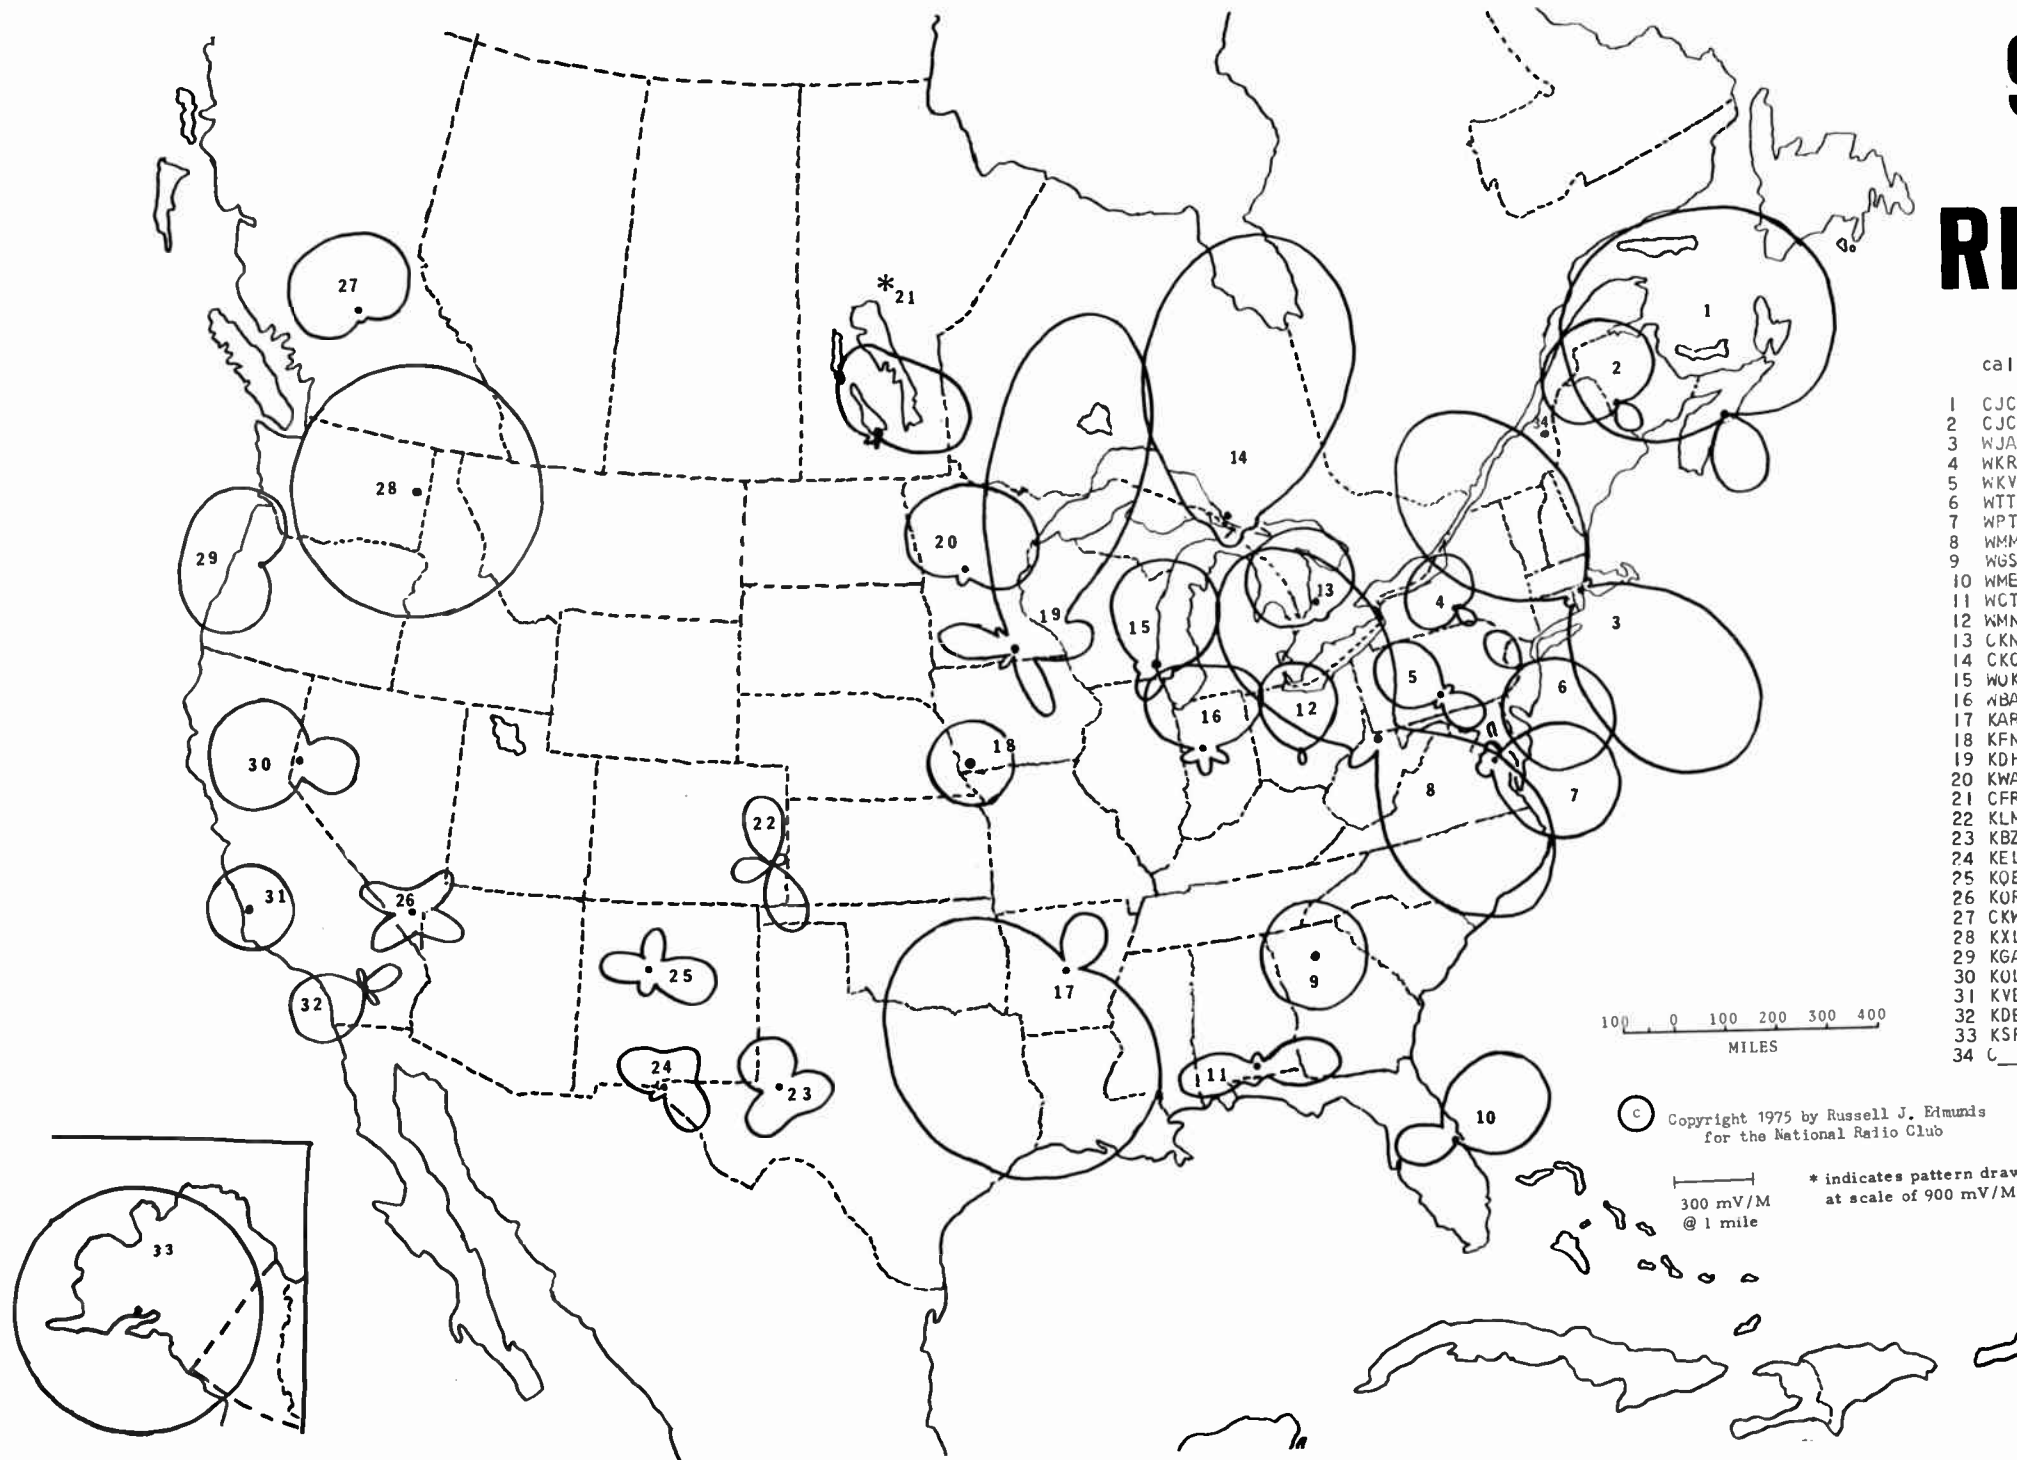 S
RE
cal
1 CJC
2 CJC
3 WJA
4 WKR
5 WKV
6 WTT
7 WPT
8 WMM
9 WGS
10 WME
11 WCT
12 WMN
13 CKN
14 CKC
15 WOK
16 WBA
17 KAR
18 KFN
19 KDH
20 KWA
21 CFR
22 KLM
23 KBZ
24 KEL
25 KQE
26 KOR
27 CKW
28 KXL
29 KGA
30 KOL
31 KVE
32 KDE
33 KSR
34 C__
27
*21
28
29
20
14
1
2
34
19
15
13
4
3
5
6
12
16
18
30
8
7
22
31
26
25
32
17
9
24
23
11
10
33
100 0 100 200 300 400
MILES
C
Copyright 1975 by Russell J. Edmunds
for the National Radio Club
300 mV/M
@ 1 mile
* indicates pattern draw
at scale of 900 mV/M